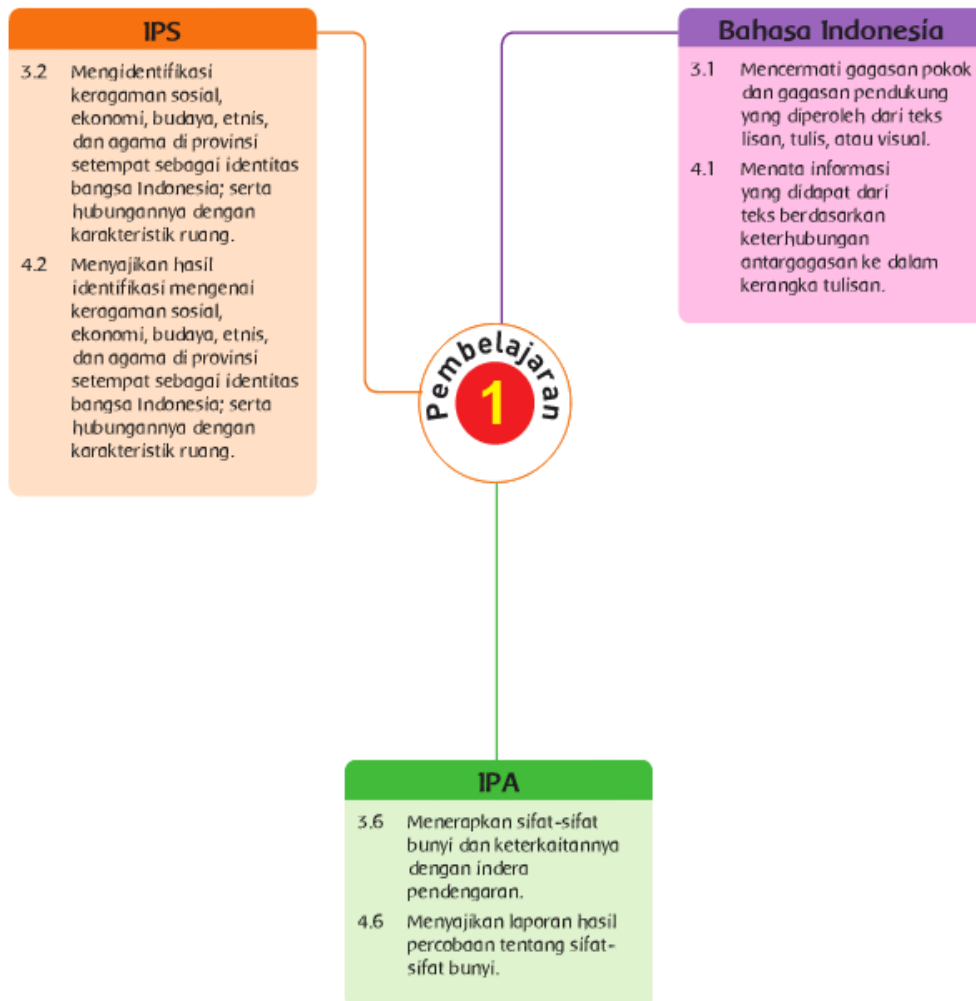 IPS
3.2 Mengidentifikasi
keragaman sosial,
ekonomi, budaya, etnis,
dan agama di provinsi
setempat sebagai identitas
bangsa Indonesia; serta
hubungannya dengan
karakteristik ruang.
4.2 Menyajikan hasil
identifikasi mengenai
keragaman sosial,
ekonomi, budaya, etnis,
dan agama di provinsi
setempat sebagai identitas
bangsa Indonesia; serta
hubungannya dengan
karakteristik ruang.
Bahasa Indonesia
3.1 Mencermati gagasan pokok
dan gagasan pendukung
yang diperoleh dari teks
lisan, tulis, atau visual.
4.1 Menata informasi
yang didapat dari
teks berdasarkan
keterhubungan
antargagasan ke dalam
kerangka tulisan.
Pembelajaran
1
IPA
3.6 Menerapkan sifat-sifat
bunyi dan keterkaitannya
dengan indera
pendengaran.
4.6 Menyajikan laporan hasil
percobaan tentang sifat-
sifat bunyi.